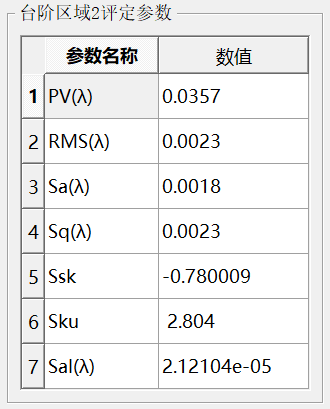 台阶区域2评定参数
参数名称 数值
1 PV(λ) 0.0357
2 RMS(λ) 0.0023
3 Sa(λ) 0.0018
4 Sq(λ) 0.0023
5 Ssk -0.780009
6 Sku 2.804
7 Sal(λ) 2.12104e-05